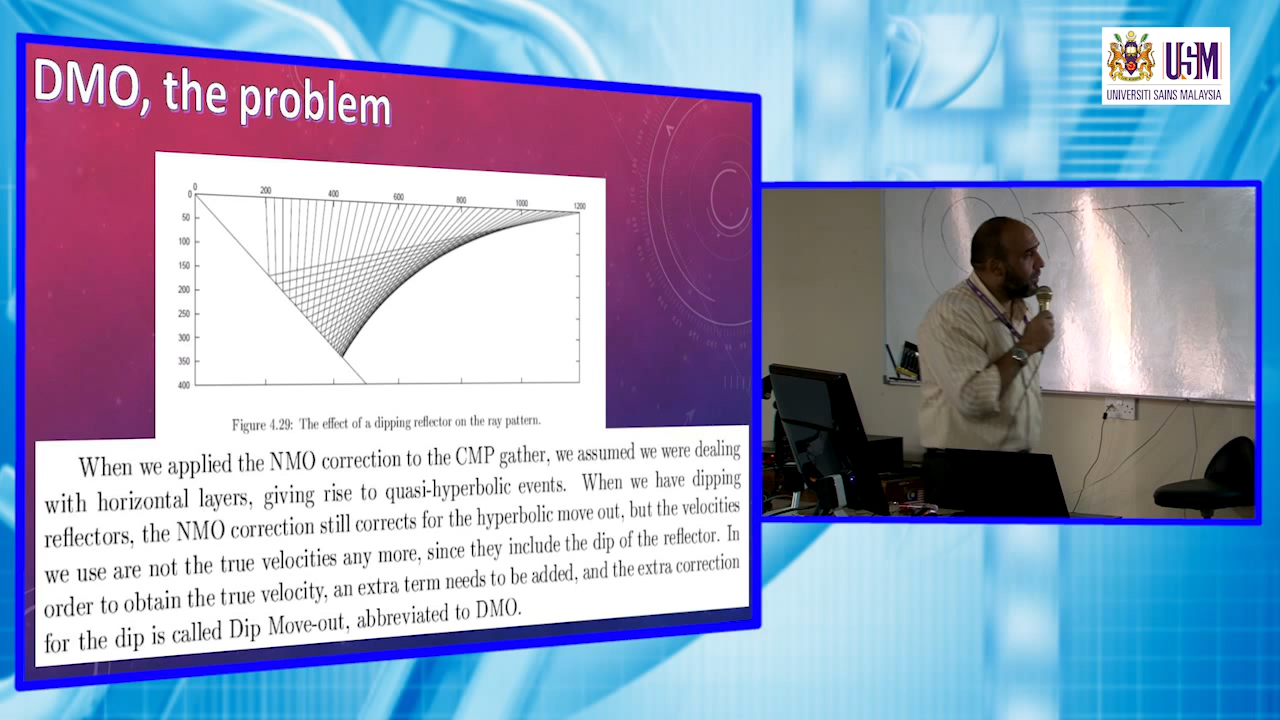 DMO, the problem
0 200 400 600 800 1000 1200
0
50
100
150
200
250
300
350
400
Figure 4.29: The effect of a dipping reflector on the ray pattern.
When we applied the NMO correction to the CMP gather, we assumed we were dealing
with horizontal layers, giving rise to quasi-hyperbolic events. When we have dipping
reflectors, the NMO correction still corrects for the hyperbolic move out, but the velocities
we use are not the true velocities any more, since they include the dip of the reflector. In
order to obtain the true velocity, an extra term needs to be added, and the extra correction
for the dip is called Dip Move-out, abbreviated to DMO.
USM
UNIVERSITI SAINS MALAYSIA